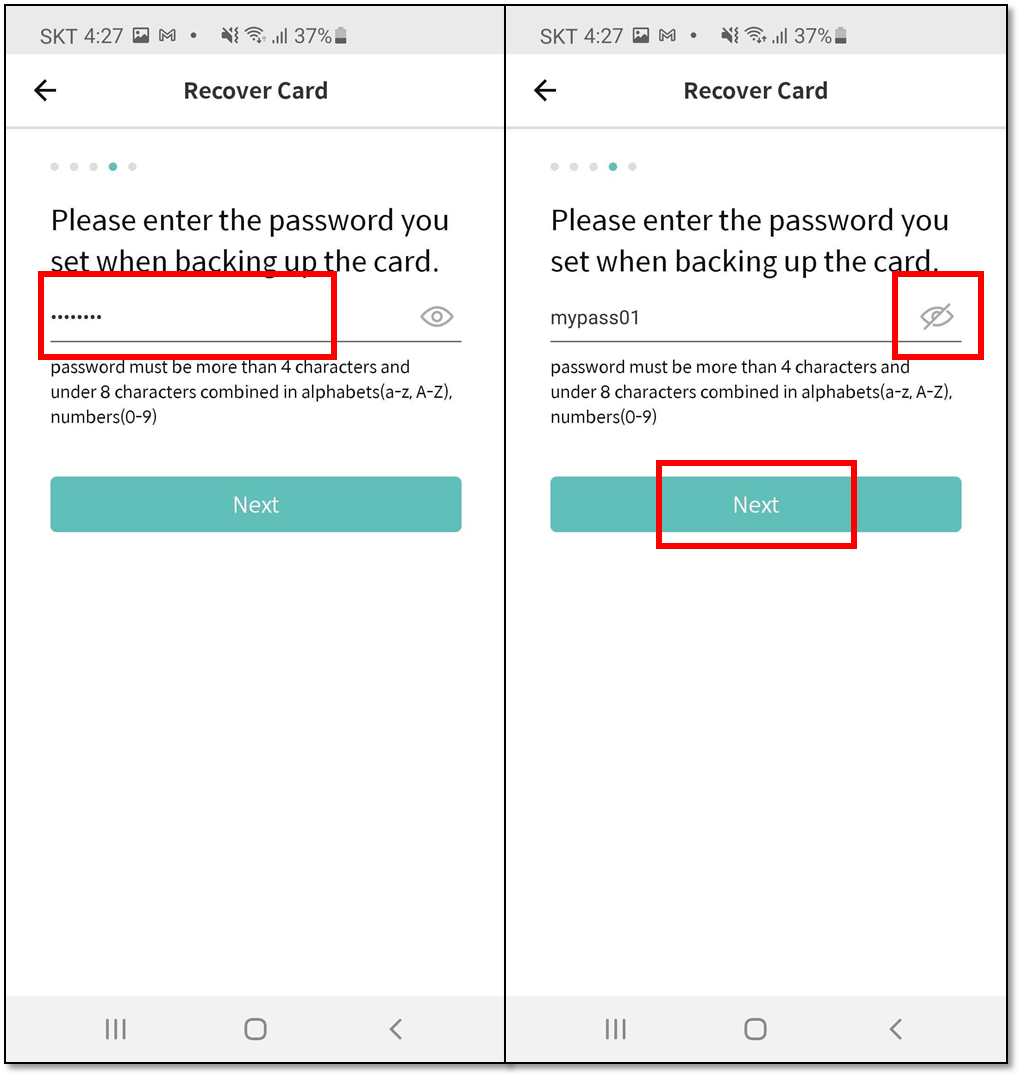 SKT 4:27 37%
Recover Card
Please enter the password you
set when backing up the card.
••••••••
password must be more than 4 characters and
under 8 characters combined in alphabets(a-z, A-Z),
numbers(0-9)
Next
SKT 4:27 37%
Recover Card
Please enter the password you
set when backing up the card.
mypass01
password must be more than 4 characters and
under 8 characters combined in alphabets(a-z, A-Z),
numbers(0-9)
Next